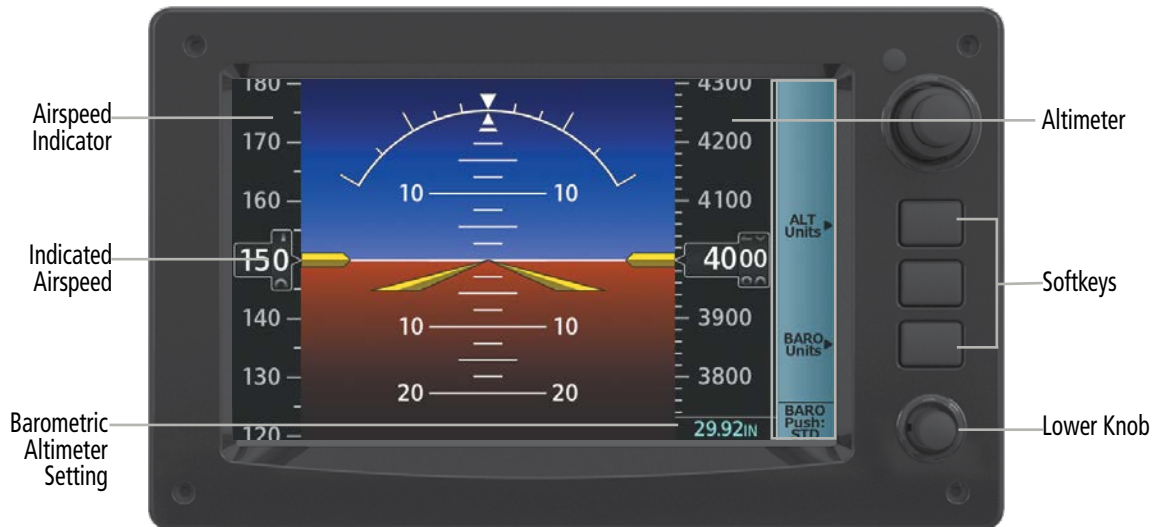 Airspeed
Indicator
Indicated
Airspeed
Barometric
Altimeter
Setting
180
170
160
150
140
130
120
10 10
10 10
20 20
4300
4200
4100
4000
3900
3800
29.92IN
ALT
Units
BARO
Units
BARO
Push:
STD
Altimeter
Softkeys
Lower Knob